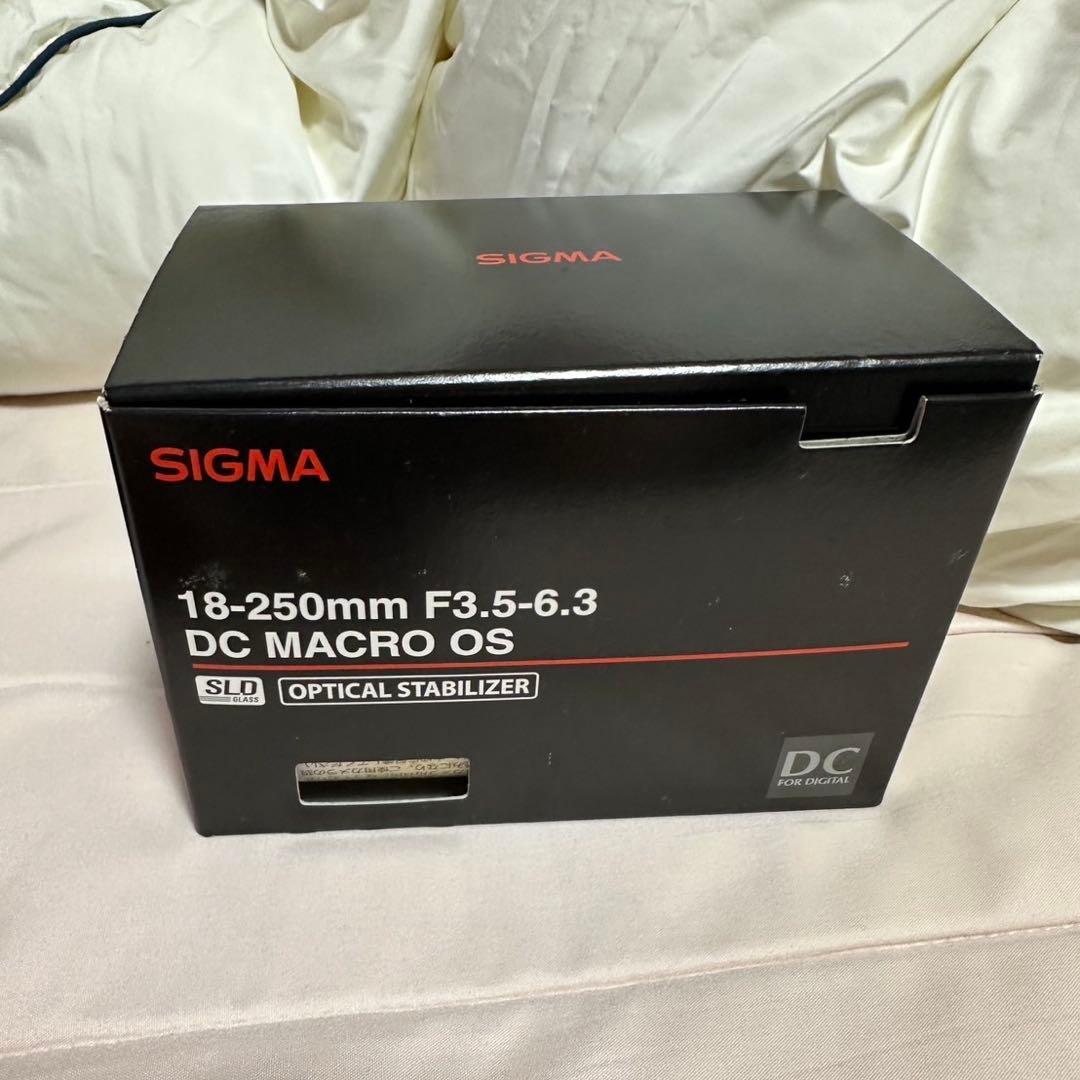 SIGMA
SIGMA
18-250mm F3.5-6.3
DC MACRO OS
SLD
GLASS
OPTICAL STABILIZER
DC
FOR DIGITAL